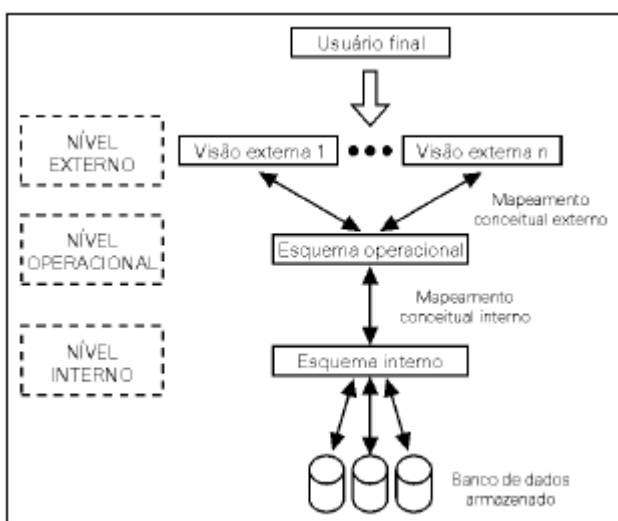 Usuário final
NÍVEL
EXTERNO
Visão externa 1
Visão externa n
Mapeamento
conceitual externo
NÍVEL
OPERACIONAL
Esquema operacional
Mapeamento
conceitual interno
NÍVEL
INTERNO
Esquema interno
Banco de dados
armazenado